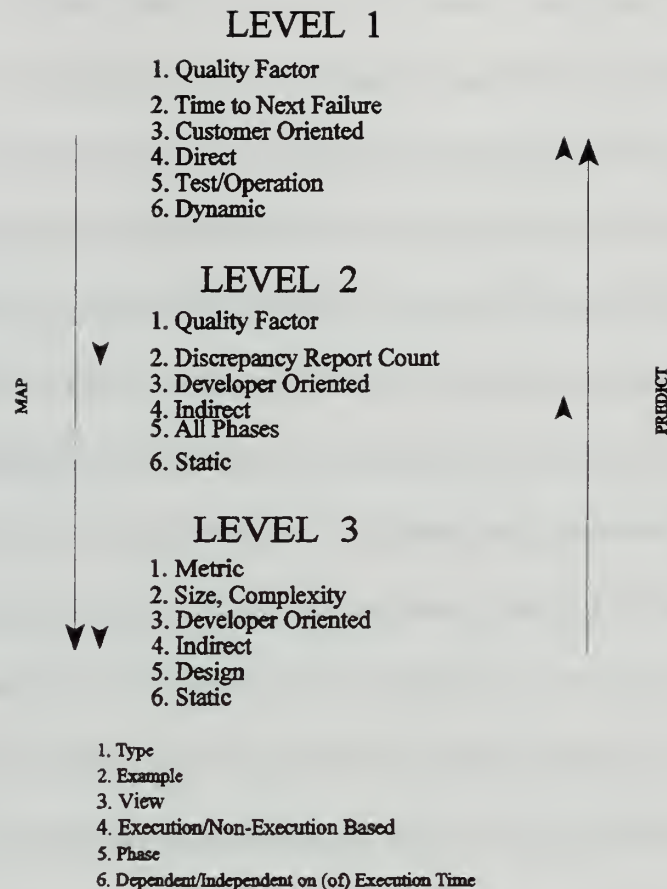 LEVEL 1
1. Quality Factor
2. Time to Next Failure
3. Customer Oriented
4. Direct
5. Test/Operation
6. Dynamic
LEVEL 2
1. Quality Factor
2. Discrepancy Report Count
3. Developer Oriented
4. Indirect
5. All Phases
6. Static
MAP
PREDICT
LEVEL 3
1. Metric
2. Size, Complexity
3. Developer Oriented
4. Indirect
5. Design
6. Static
1. Type
2. Example
3. View
4. Execution/Non-Execution Based
5. Phase
6. Dependent/Independent on (of) Execution Time